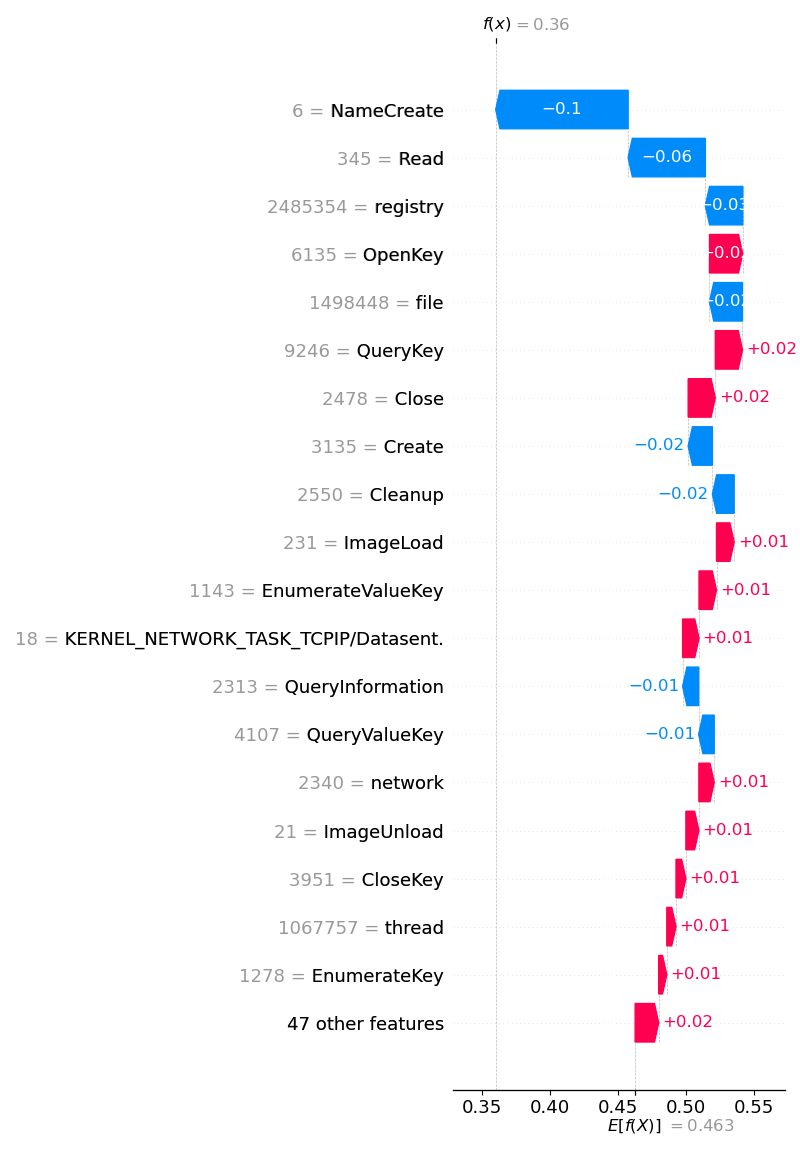 f(x) = 0.36
6 = NameCreate
−0.1
345 = Read
−0.06
2485354 = registry
−0.03
6135 = OpenKey
1498448 = file
9246 = QueryKey
+0.02
2478 = Close
+0.02
3135 = Create
−0.02
2550 = Cleanup
−0.02
231 = ImageLoad
+0.01
1143 = EnumerateValueKey
+0.01
18 = KERNEL_NETWORK_TASK_TCPIP/Datasent.
+0.01
2313 = QueryInformation
−0.01
4107 = QueryValueKey
−0.01
2340 = network
+0.01
21 = ImageUnload
+0.01
3951 = CloseKey
+0.01
1067757 = thread
+0.01
1278 = EnumerateKey
+0.01
47 other features
+0.02
0.35 0.40 0.45 0.50 0.55
E[f(X)] = 0.463